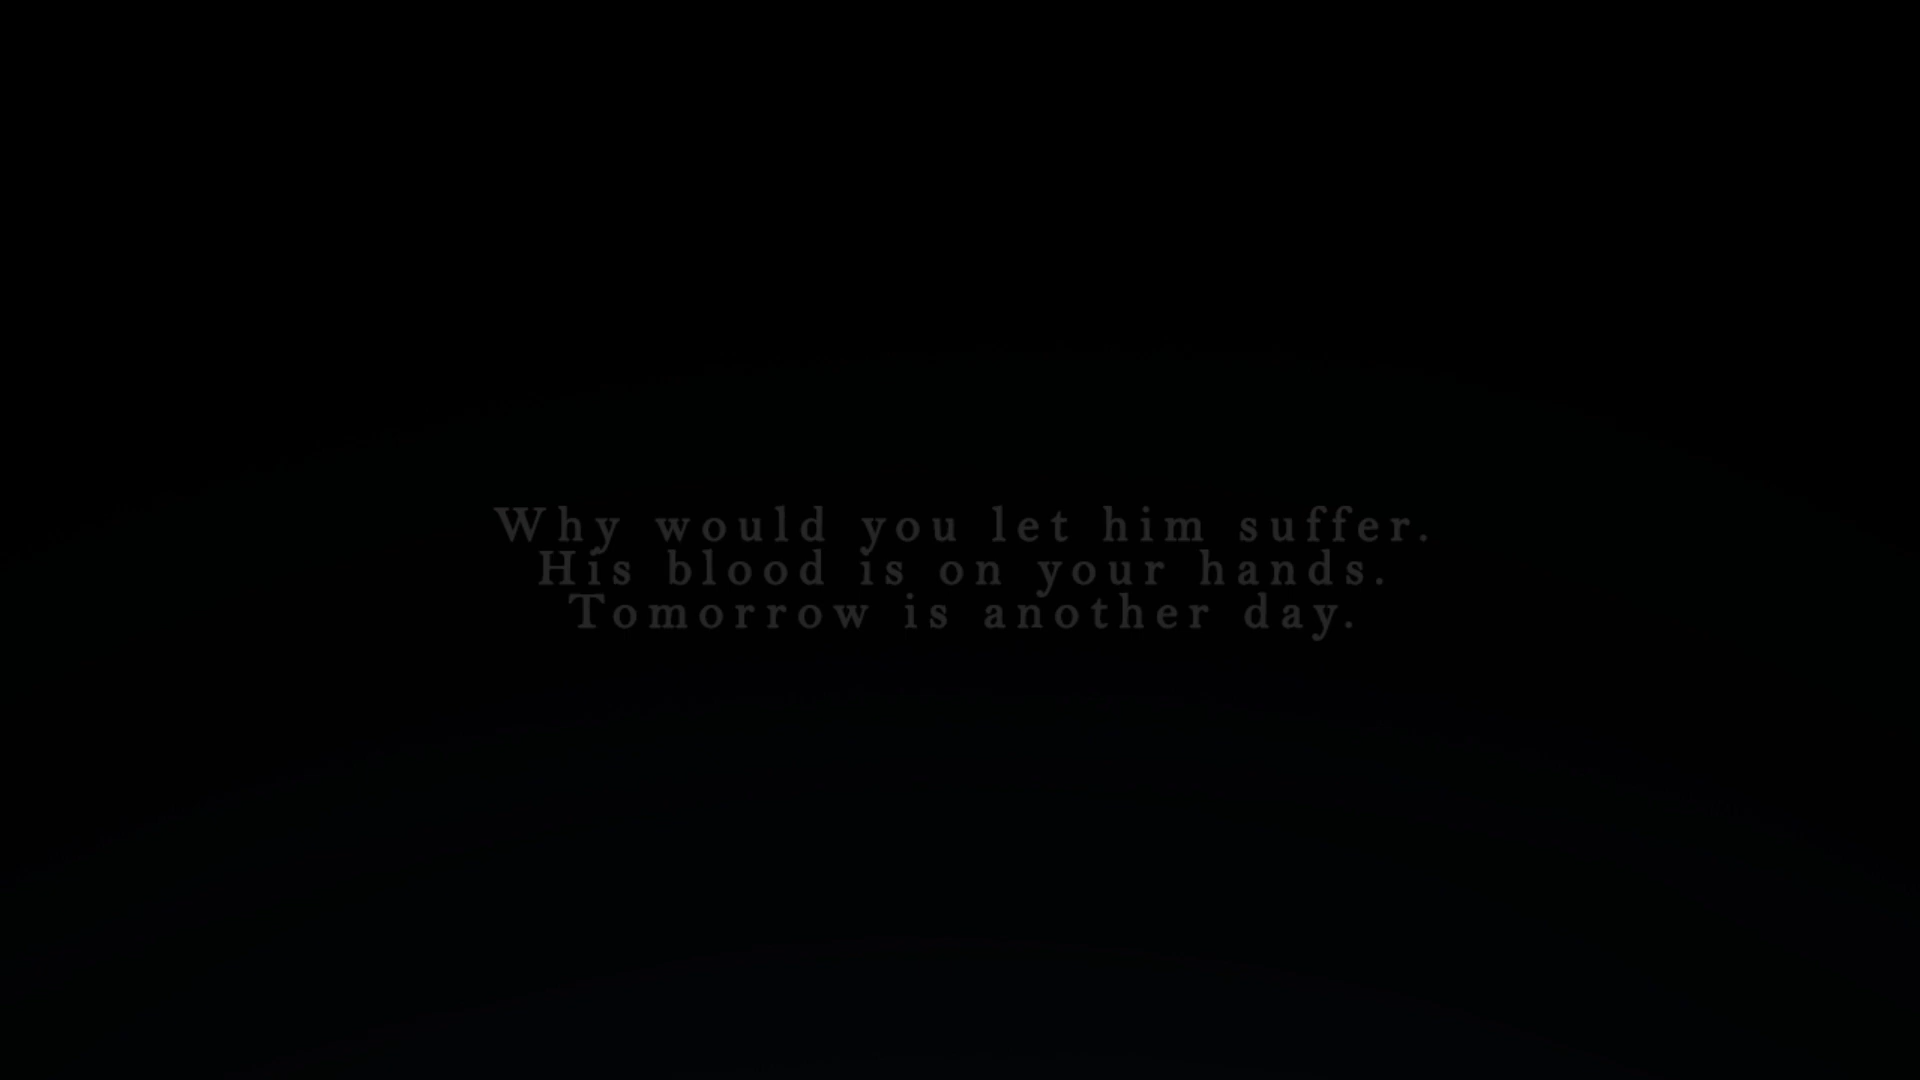 Why would you let him suffer.
His blood is on your hands.
Tomorrow is another day.